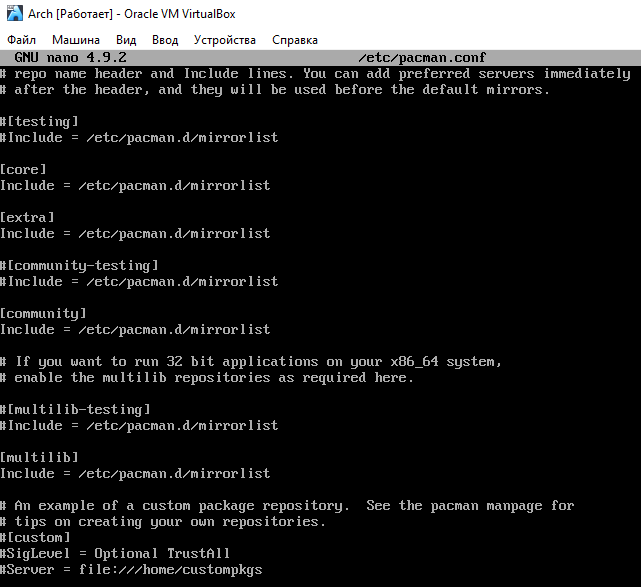 Arch [Работает] - Oracle VM VirtualBox
Файл Машина Вид Ввод Устройства Справка
GNU nano 4.9.2 /etc/pacman.conf
# repo name header and Include lines. You can add preferred servers immediately
# after the header, and they will be used before the default mirrors.
#[testing]
#Include = /etc/pacman.d/mirrorlist
[core]
Include = /etc/pacman.d/mirrorlist
[extra]
Include = /etc/pacman.d/mirrorlist
#[community-testing]
#Include = /etc/pacman.d/mirrorlist
[community]
Include = /etc/pacman.d/mirrorlist
# If you want to run 32 bit applications on your x86_64 system,
# enable the multilib repositories as required here.
#[multilib-testing]
#Include = /etc/pacman.d/mirrorlist
[multilib]
Include = /etc/pacman.d/mirrorlist
# An example of a custom package repository.  See the pacman manpage for
# tips on creating your own repositories.
#[custom]
#SigLevel = Optional TrustAll
#Server = file:///home/custompkgs